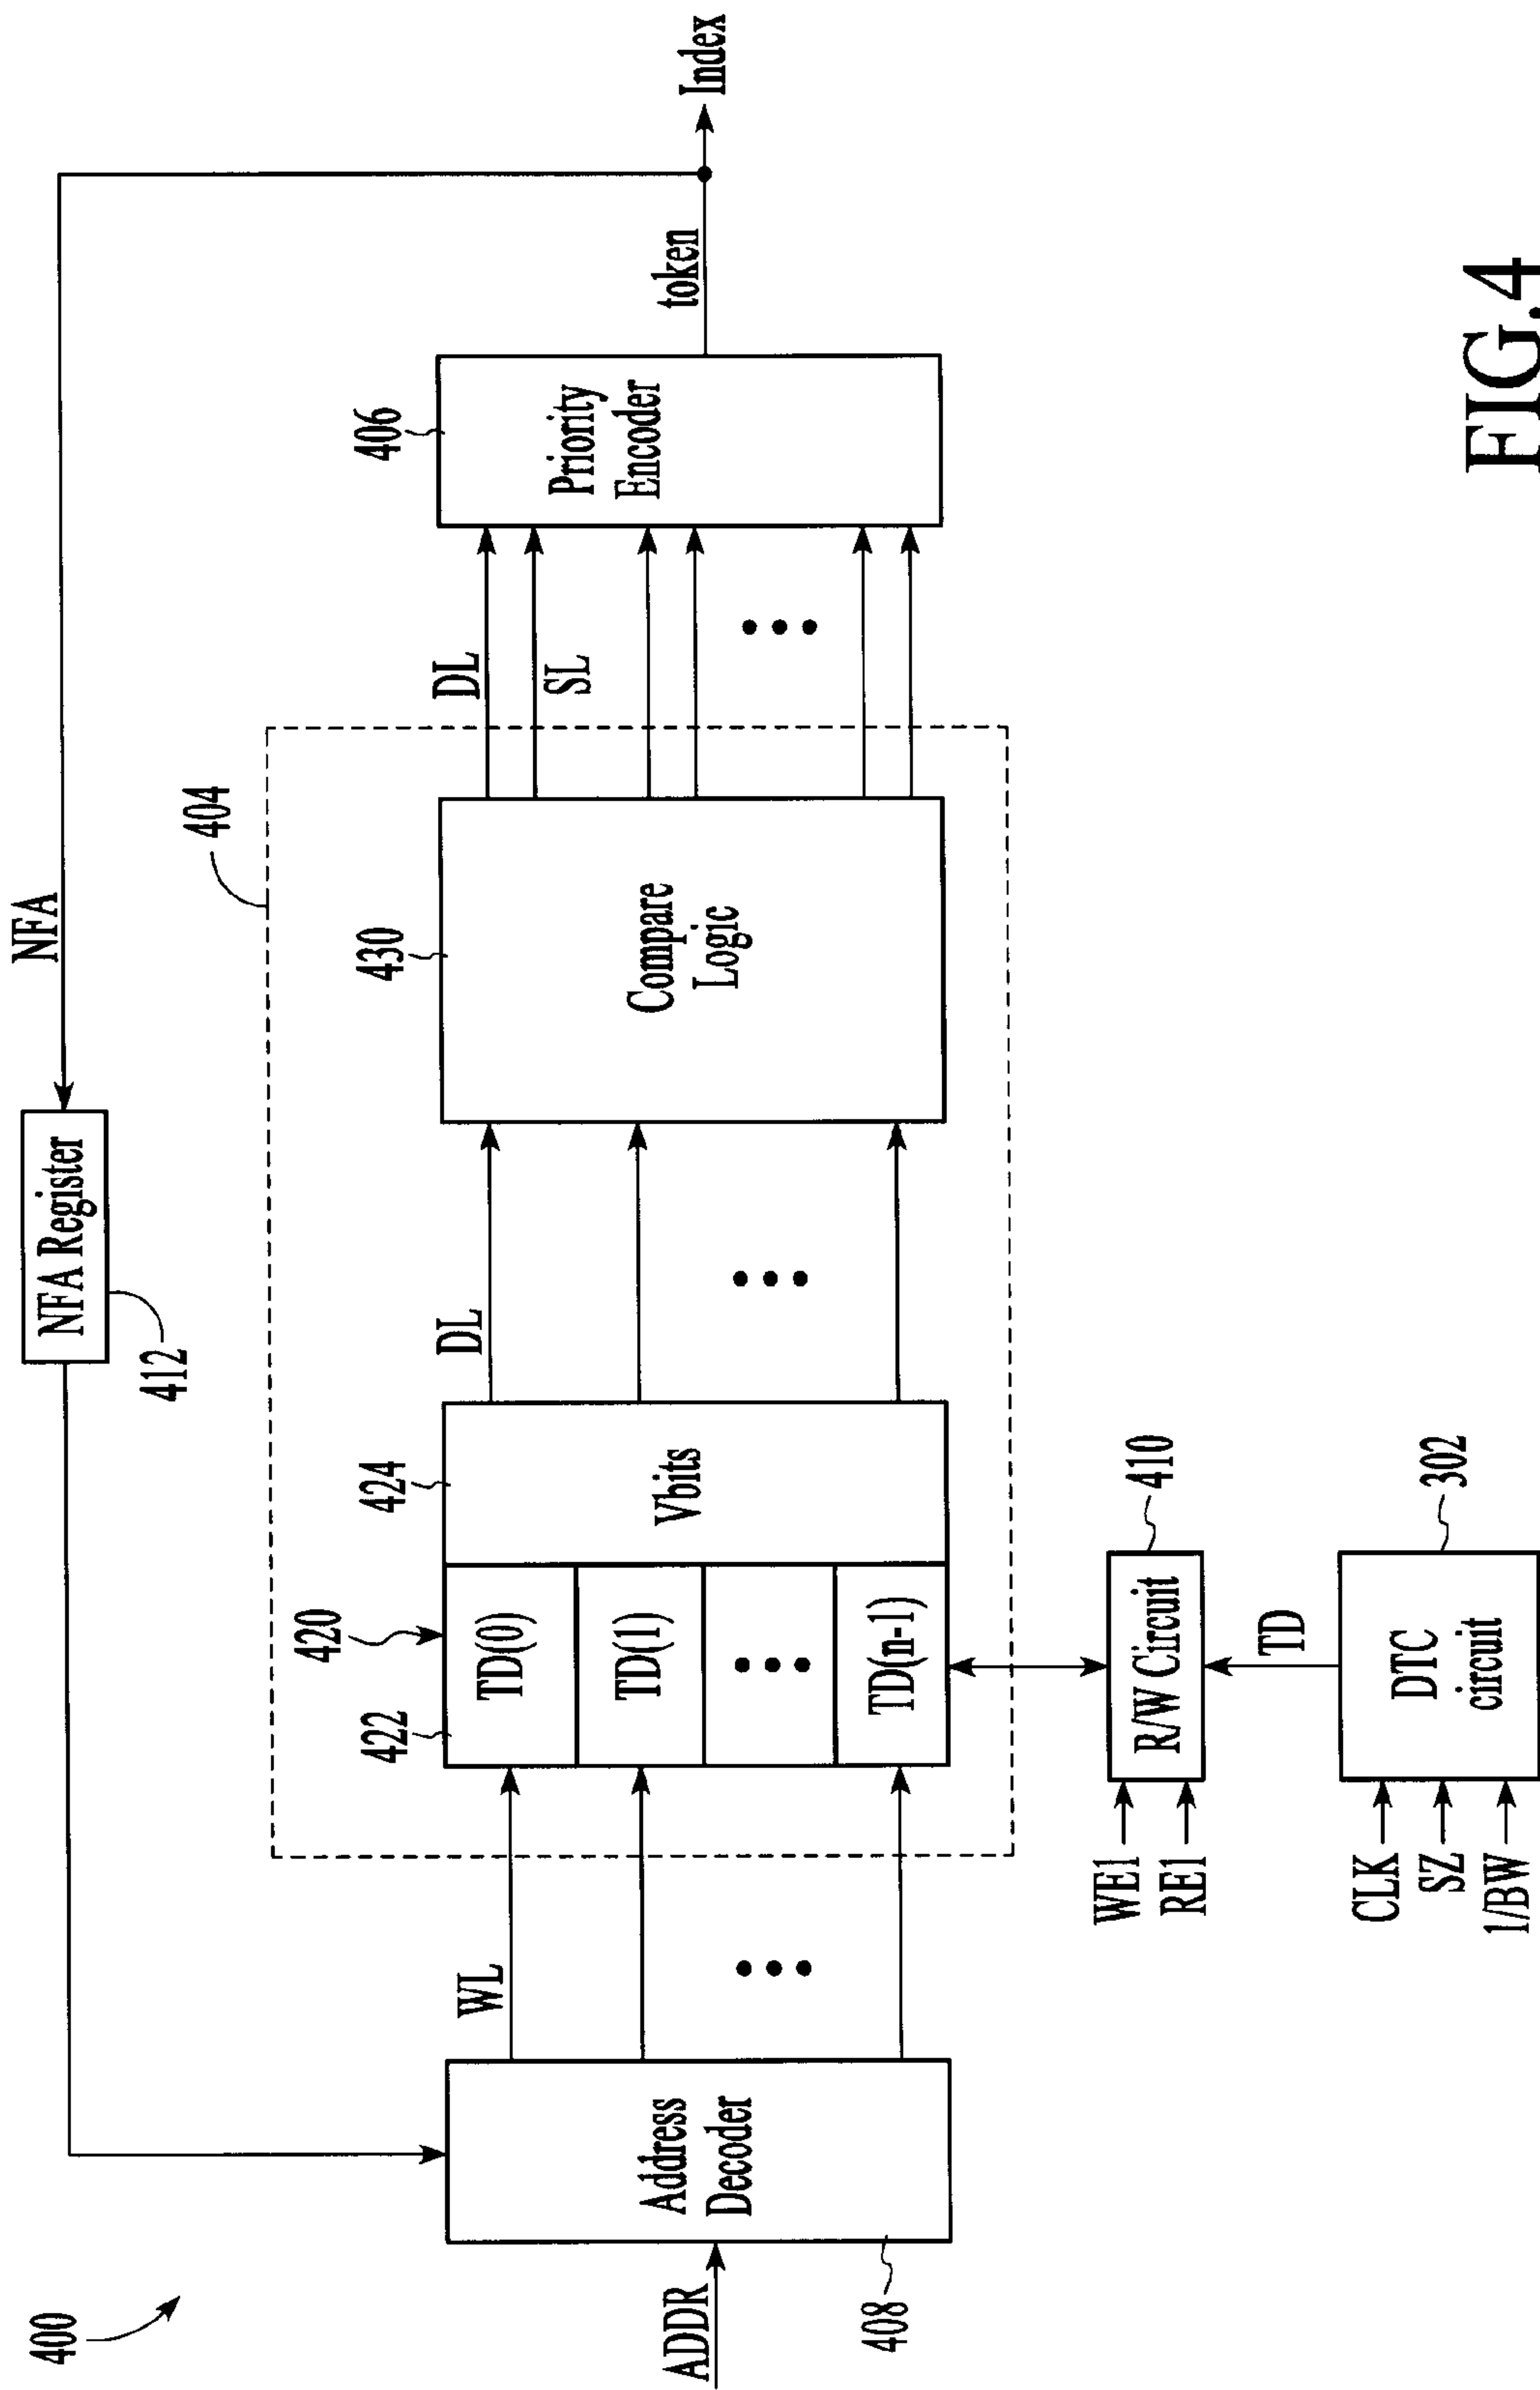 400
NFA
NFA Register
412
404
ADDR
Address
Decoder
408
WL
420
422
TD(0)
TD(1)
TD(n-1)
424
Vbits
DL
430
Compare
Logic
DL
SL
406
Priority
Encoder
token
Index
WE1
RE1
R/W Circuit
410
TD
CLK
SZ
1/BW
DTC
circuit
302
FIG.4